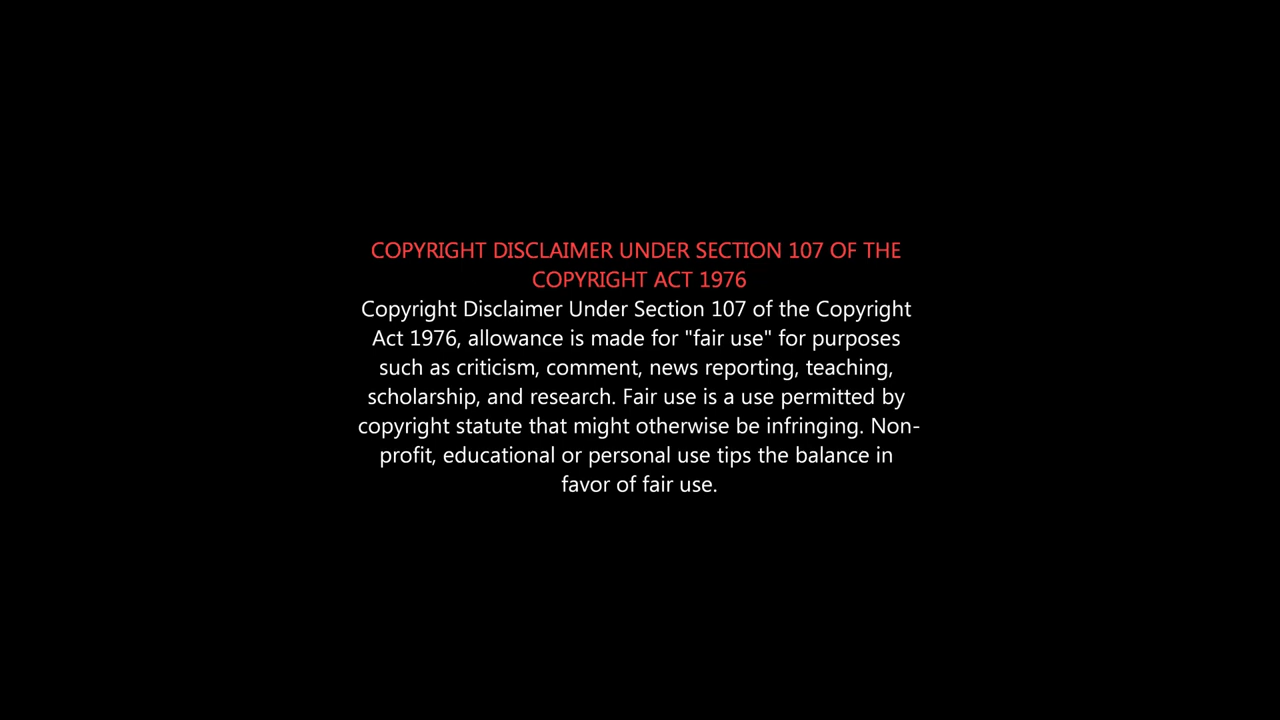 COPYRIGHT DISCLAIMER UNDER SECTION 107 OF THE
COPYRIGHT ACT 1976
Copyright Disclaimer Under Section 107 of the Copyright
Act 1976, allowance is made for "fair use" for purposes
such as criticism, comment, news reporting, teaching,
scholarship, and research. Fair use is a use permitted by
copyright statute that might otherwise be infringing. Non-
profit, educational or personal use tips the balance in
favor of fair use.